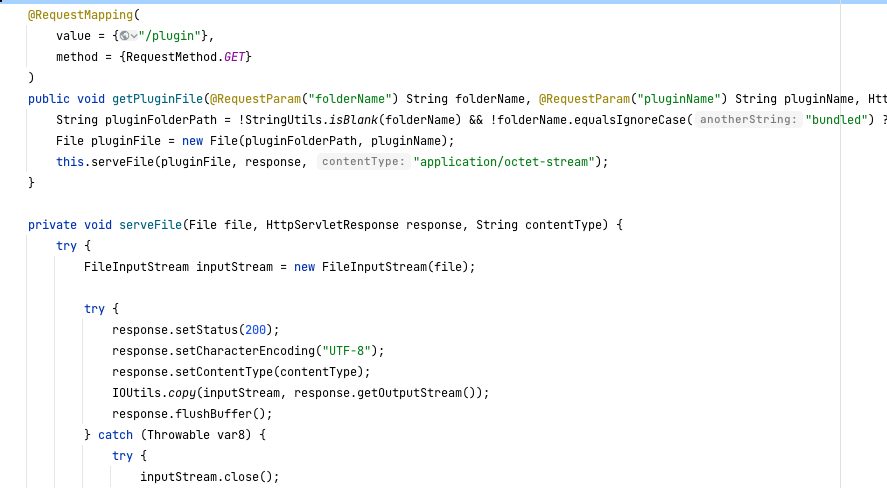 @RequestMapping(
value = {"/plugin"},
method = {RequestMethod.GET}
)
public void getPluginFile(@RequestParam("folderName") String folderName, @RequestParam("pluginName") String pluginName, Htt
String pluginFolderPath = !StringUtils.isBlank(folderName) && !folderName.equalsIgnoreCase( anotherString: "bundled") ?
File pluginFile = new File(pluginFolderPath, pluginName);
this.serveFile(pluginFile, response, contentType: "application/octet-stream");
}
private void serveFile(File file, HttpServletResponse response, String contentType) {
try {
FileInputStream inputStream = new FileInputStream(file);
try {
response.setStatus(200);
response.setCharacterEncoding("UTF-8");
response.setContentType(contentType);
IOUtils.copy(inputStream, response.getOutputStream());
response.flushBuffer();
} catch (Throwable var8) {
try {
inputStream.close();